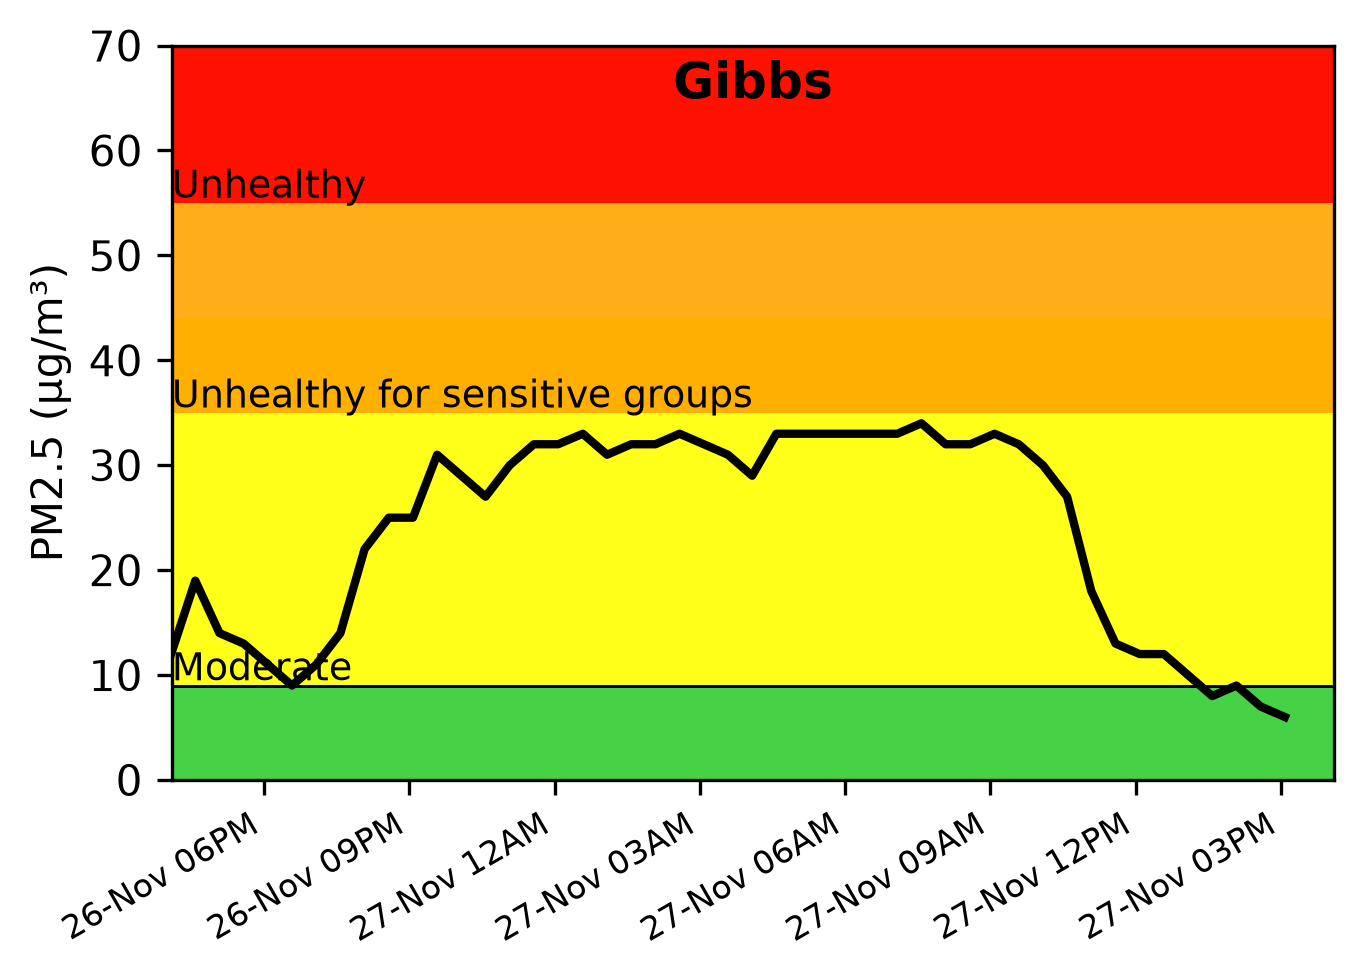 Gibbs
PM2.5 (µg/m³)
70
60
50
40
30
20
10
0
Unhealthy
Unhealthy for sensitive groups
Moderate
26-Nov 06PM
26-Nov 09PM
27-Nov 12AM
27-Nov 03AM
27-Nov 06AM
27-Nov 09AM
27-Nov 12PM
27-Nov 03PM